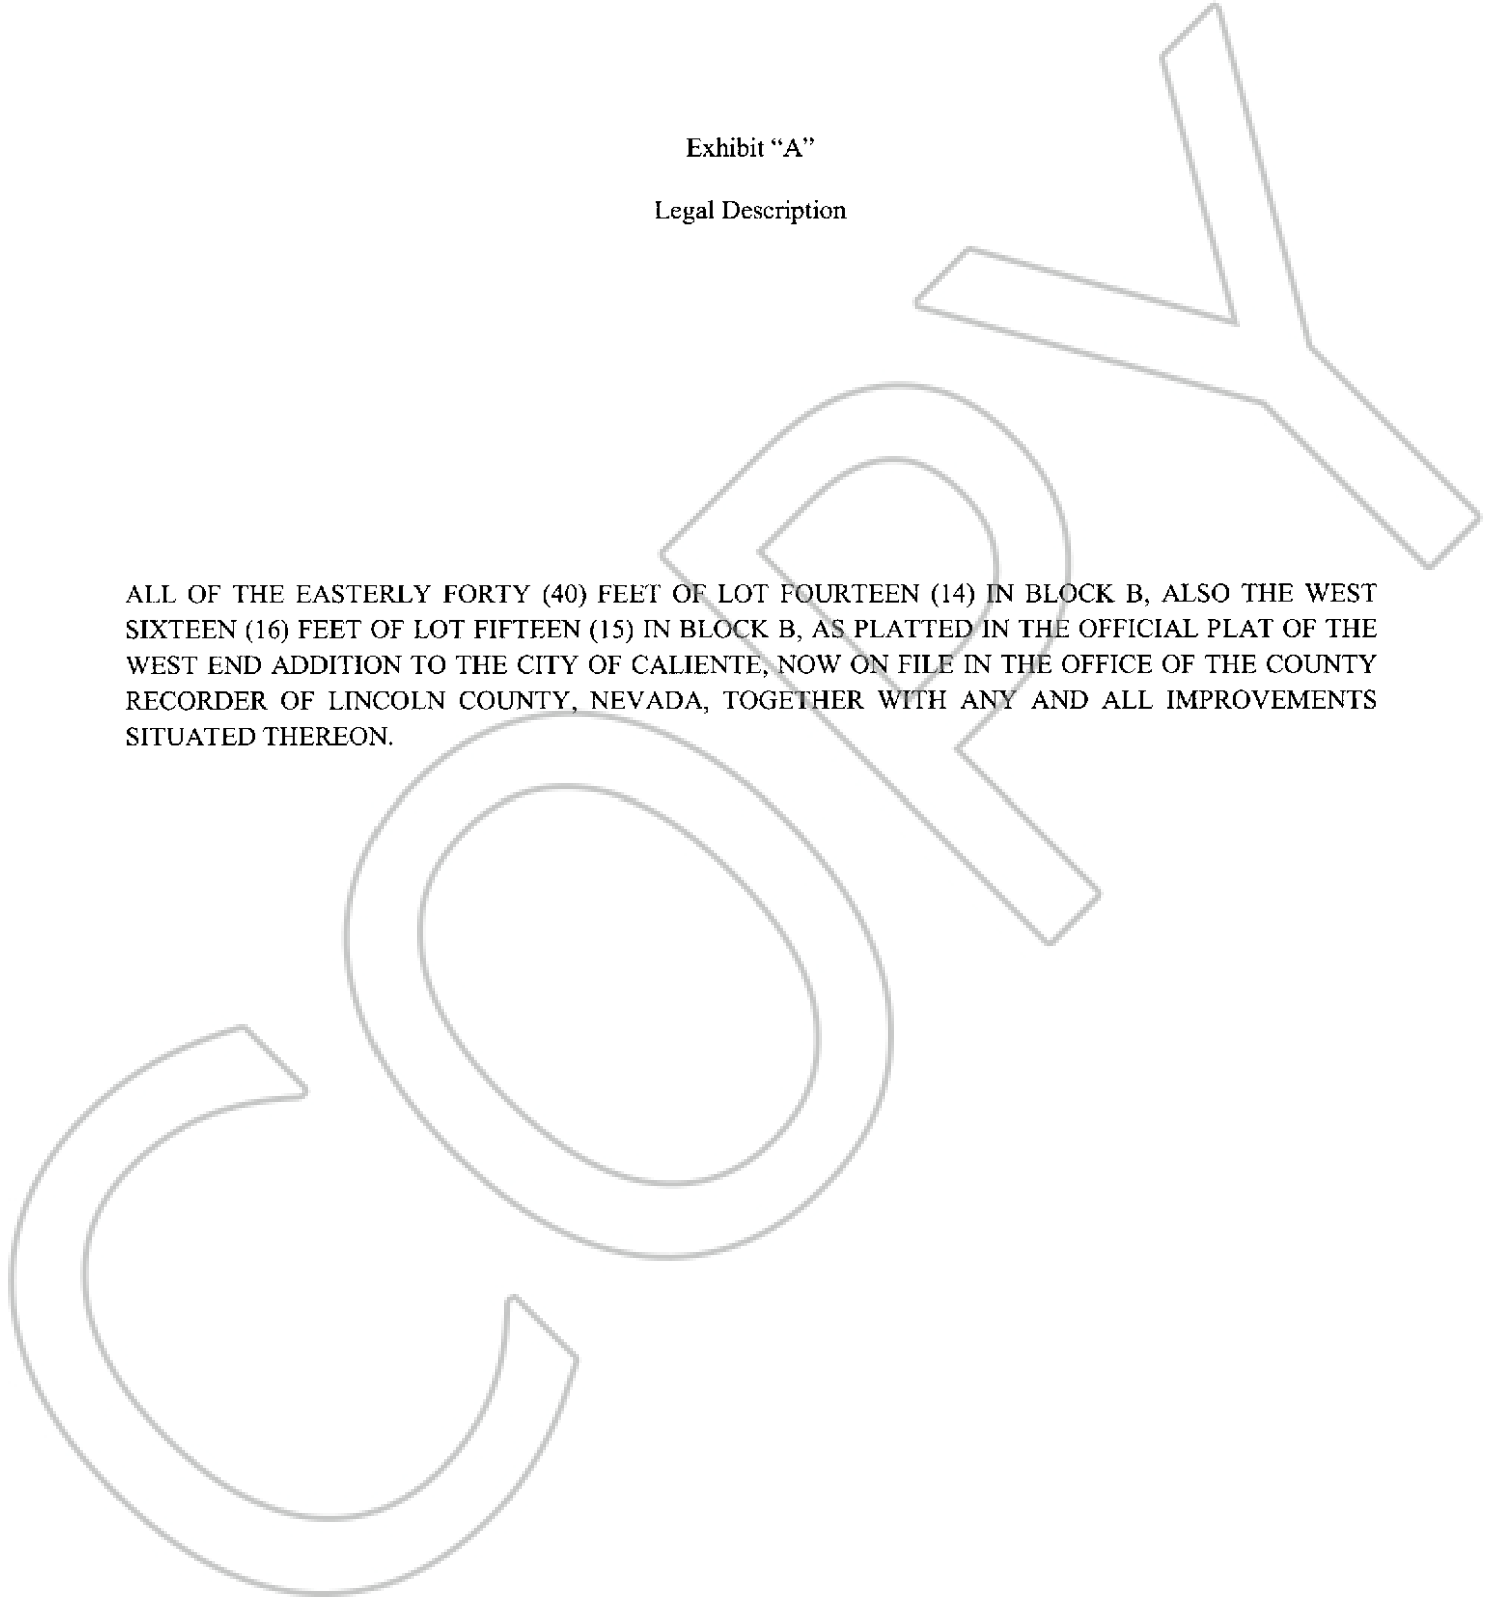 Exhibit “A”
Legal Description
ALL OF THE EASTERLY FORTY (40) FEET OF LOT FOURTEEN (14) IN BLOCK B, ALSO THE WEST
SIXTEEN (16) FEET OF LOT FIFTEEN (15) IN BLOCK B, AS PLATTED IN THE OFFICIAL PLAT OF THE
WEST END ADDITION TO THE CITY OF CALIENTE, NOW ON FILE IN THE OFFICE OF THE COUNTY
RECORDER OF LINCOLN COUNTY, NEVADA, TOGETHER WITH ANY AND ALL IMPROVEMENTS
SITUATED THEREON.
COPY